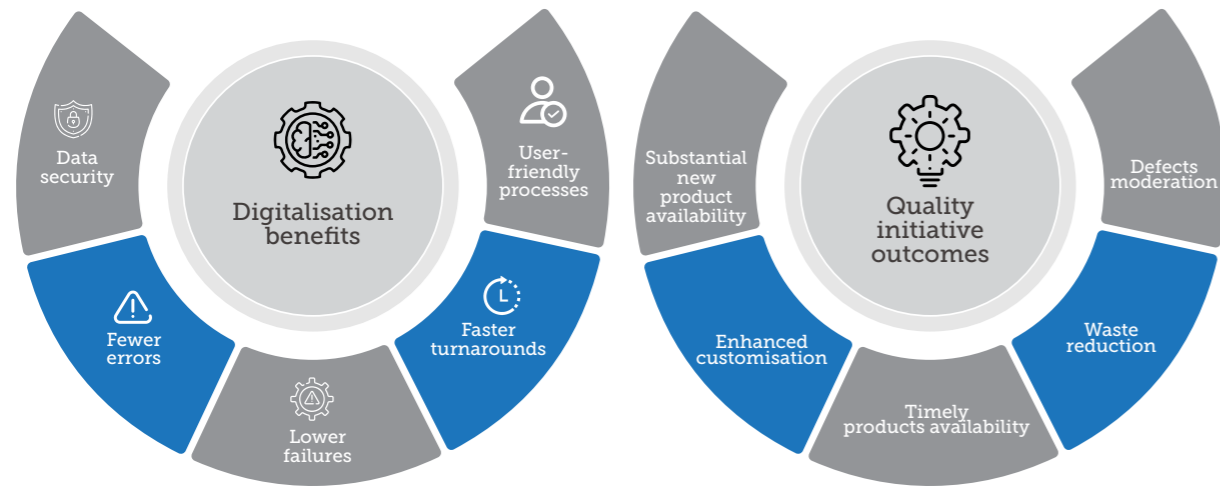 Digitalisation
benefits
Data
security
Fewer
errors
Lower
failures
Faster
turnarounds
User-
friendly
processes
Quality
initiative
outcomes
Substantial
new
product
availability
Enhanced
customisation
Timely
products availability
Waste
reduction
Defects
moderation